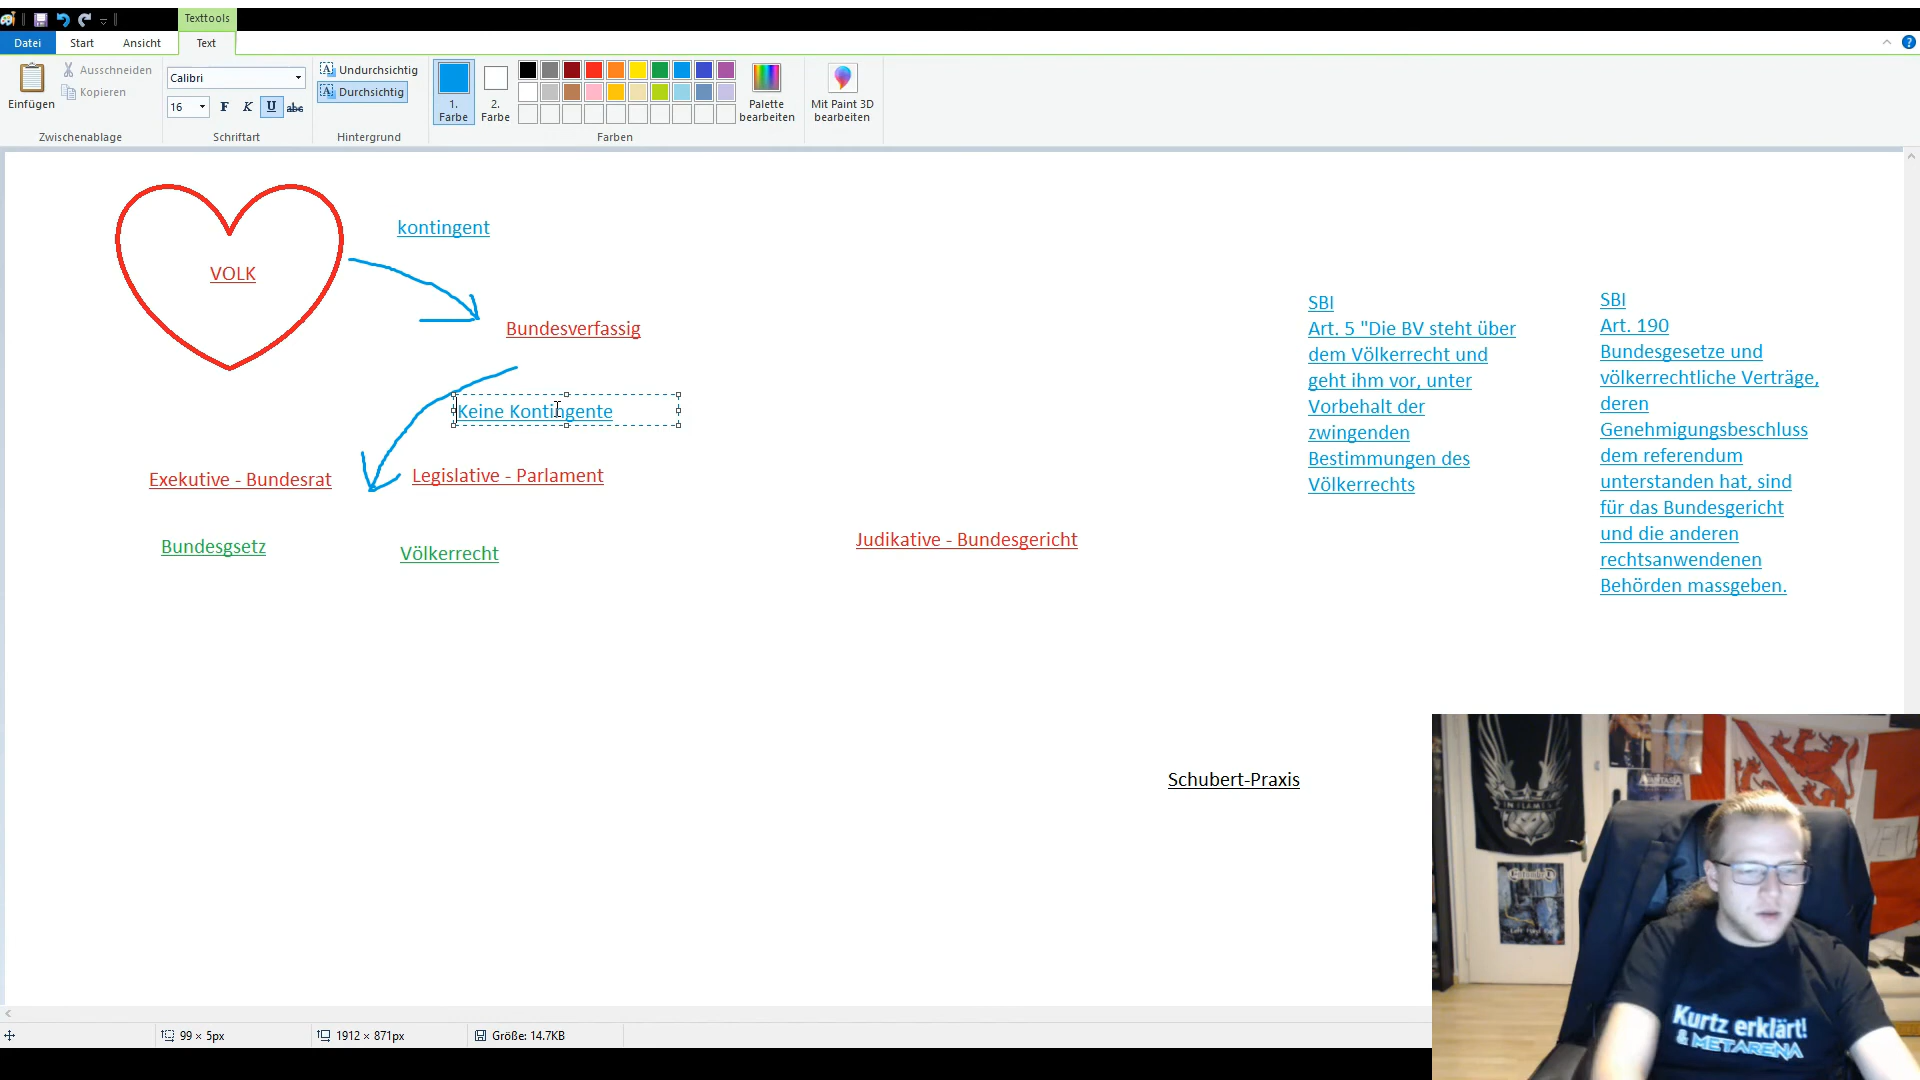 Texttools
Datei
Start
Ansicht
Text
Einfügen
Ausschneiden
Kopieren
Zwischenablage
Calibri
16
F
K
U
abc
Schriftart
Undurchsichtig
Durchsichtig
Hintergrund
1.
Farbe
2.
Farbe
Palette
bearbeiten
Farben
Mit Paint 3D
bearbeiten
VOLK
kontingent
Bundesverfassig
Keine Kontingente
Exekutive - Bundesrat
Legislative - Parlament
Bundesgsetz
Völkerrecht
Judikative - Bundesgericht
SBI
Art. 5 "Die BV steht über
dem Völkerrecht und
geht ihm vor, unter
Vorbehalt der
zwingenden
Bestimmungen des
Völkerrechts
SBI
Art. 190
Bundesgesetze und
völkerrechtliche Verträge,
deren
Genehmigungsbeschluss
dem referendum
unterstanden hat, sind
für das Bundesgericht
und die anderen
rechtsanwendenen
Behörden massgeben.
Schubert-Praxis
IN FLAMES
Kurtz erklärt!
& METARENA
99 × 5px
1912 × 871px
Größe: 14.7KB